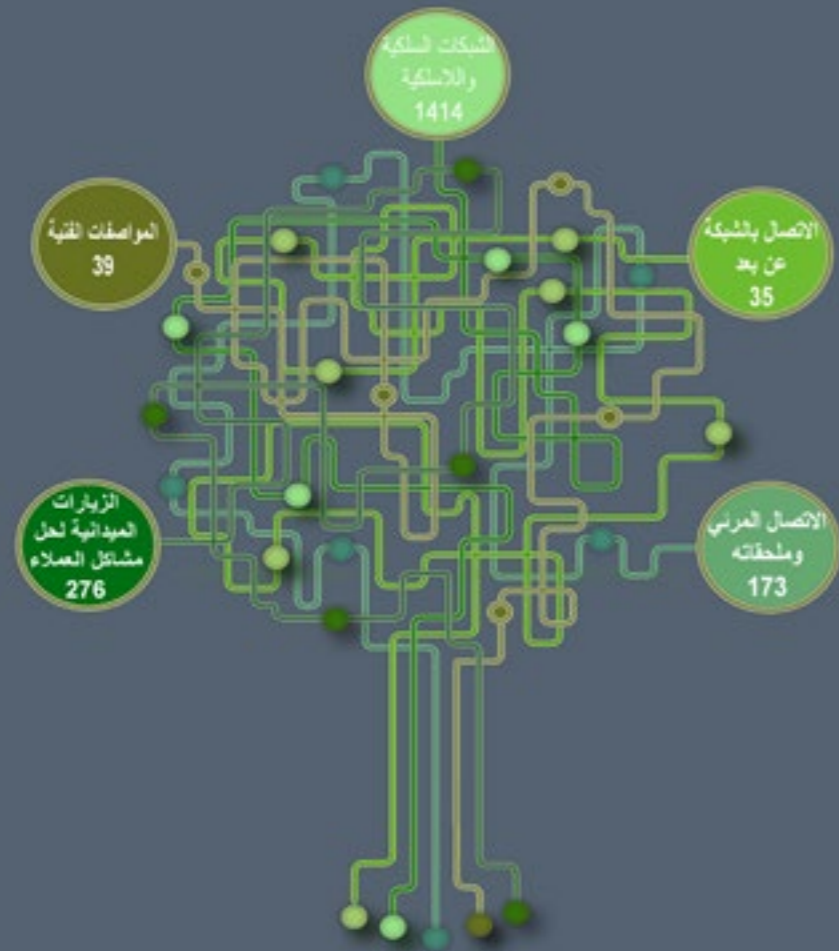 الشبكات السلكية
واللاسلكية
1414
الاتصال بالشبكة
عن بعد
35
المواصفات الفنية
39
الاتصال المرئي
وملحقاته
173
الزيارات
الميدانية لحل
مشاكل العملاء
276